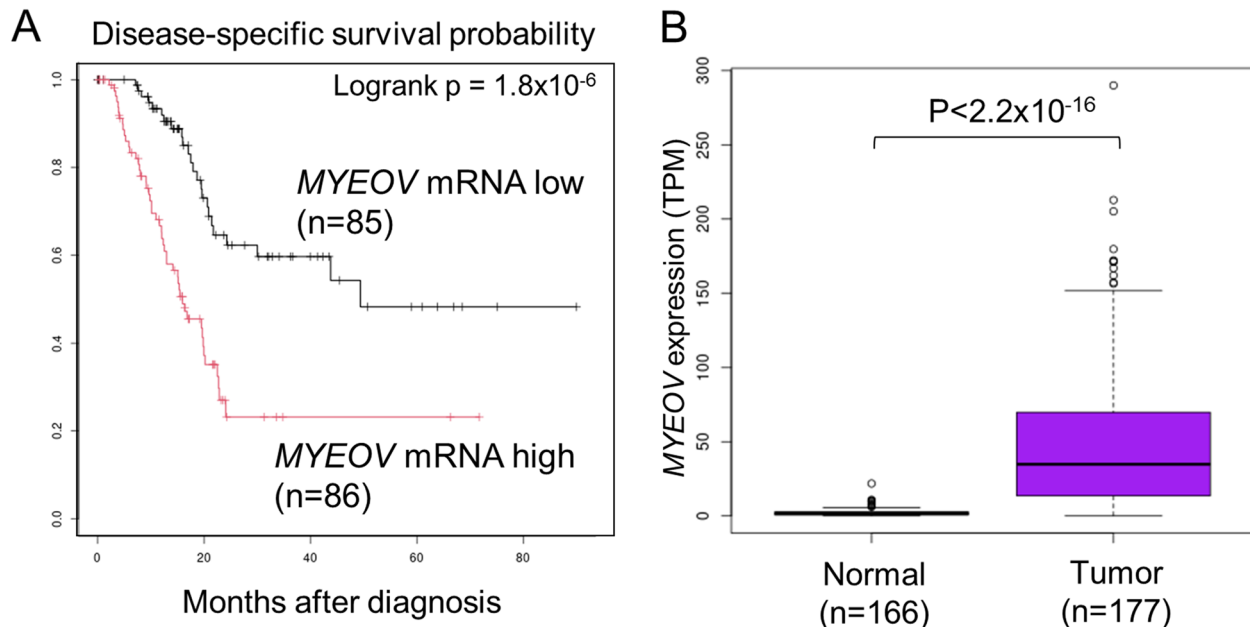 A
Disease-specific survival probability
Logrank p = 1.8x10-6
1.0
0.8
0.6
0.4
0.2
0.0
MYEOV mRNA low
(n=85)
MYEOV mRNA high
(n=86)
0 20 40 60 80
Months after diagnosis
B
P<2.2x10-16
MYEOV expression (TPM)
300
250
200
150
100
50
0
Normal
(n=166)
Tumor
(n=177)